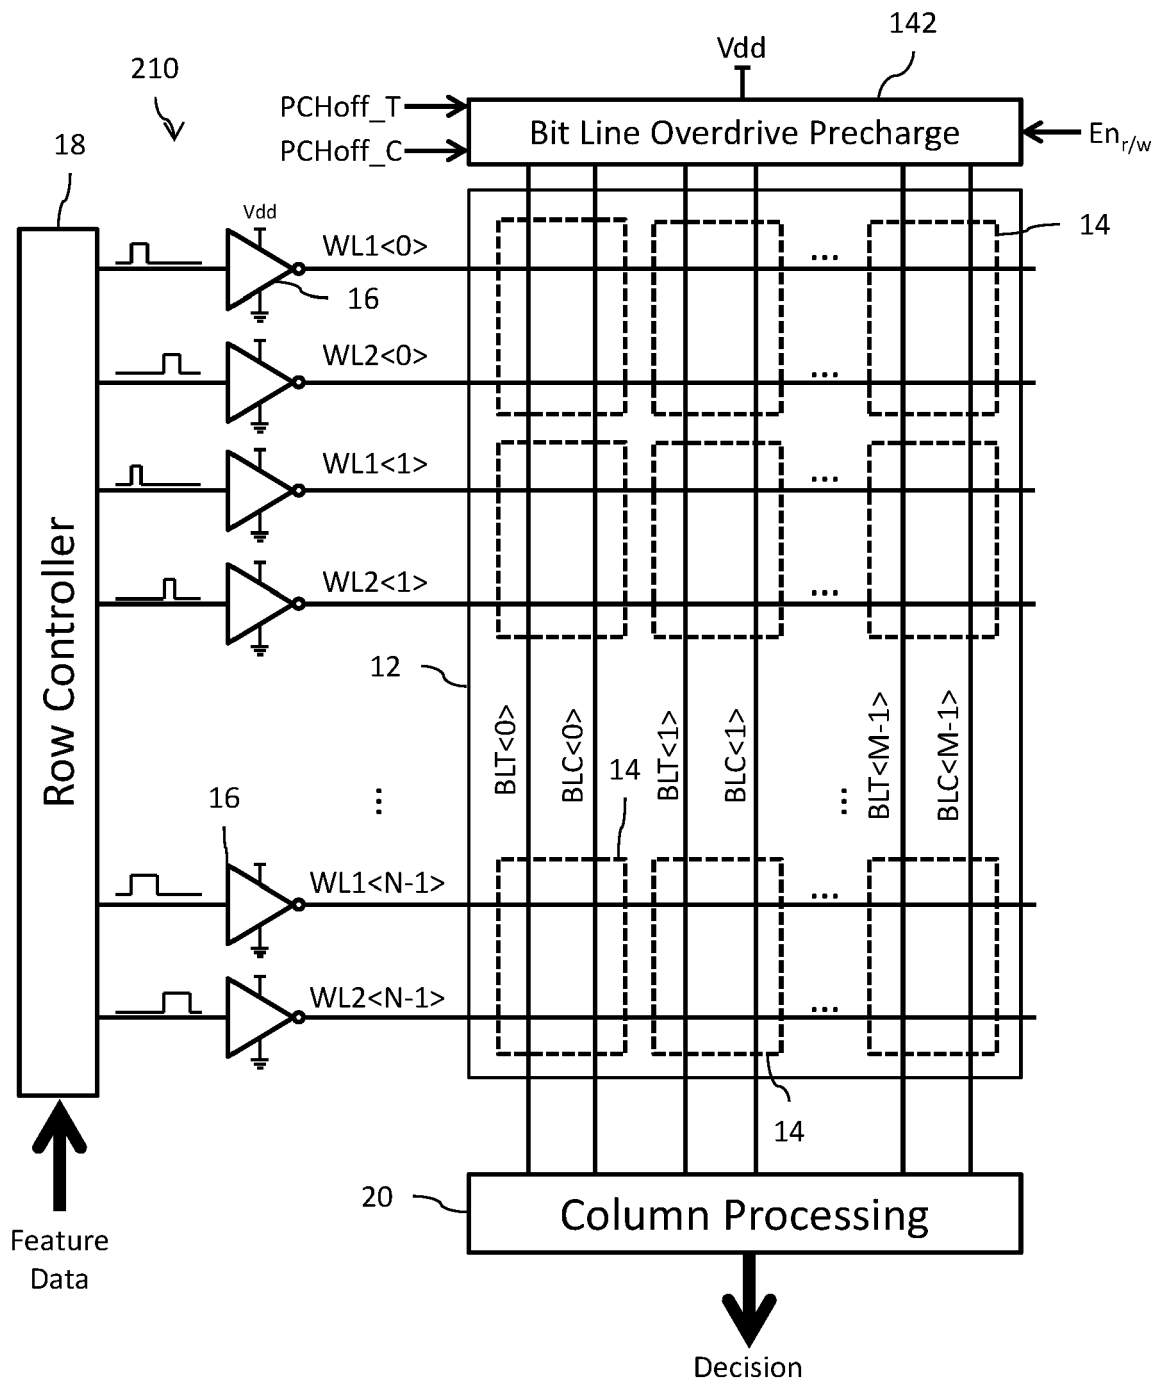 142
Vdd
210
PCHoff_T
Bit Line Overdrive Precharge
En_r/w
PCHoff_C
18
Vdd
WL1<0>
14
...
16
WL2<0>
...
WL1<1>
...
WL2<1>
...
Row Controller
12
BLT<0>
BLC<0>
BLT<1>
BLC<1>
BLT<M-1>
BLC<M-1>
14
16
...
...
WL1<N-1>
...
WL2<N-1>
...
14
20
Column Processing
Feature
Data
Decision